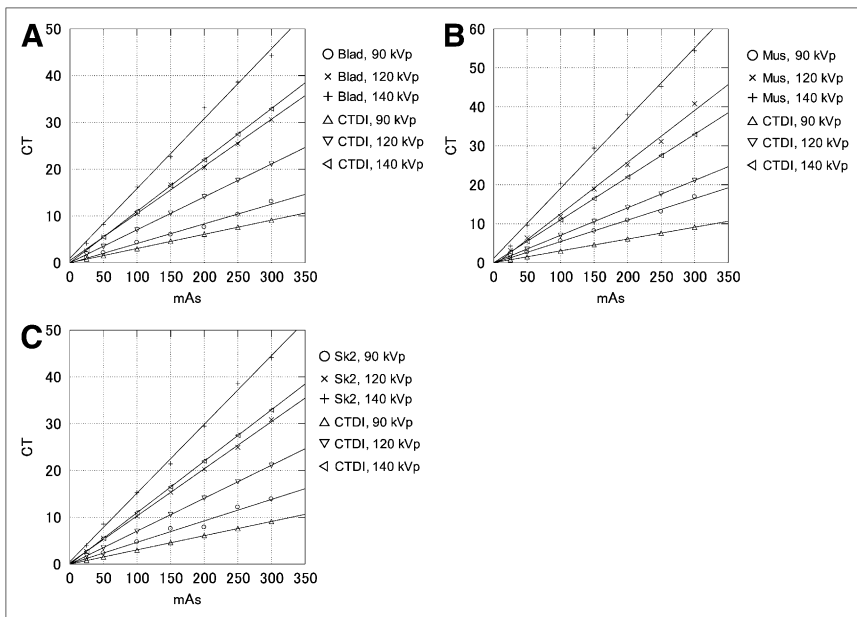 A
50
40
30
20
10
0
CT
0 50 100 150 200 250 300 350
mAs
Blad, 90 kVp
Blad, 120 kVp
Blad, 140 kVp
CTDI, 90 kVp
CTDI, 120 kVp
CTDI, 140 kVp
B
60
50
40
30
20
10
0
CT
0 50 100 150 200 250 300 350
mAs
Mus, 90 kVp
Mus, 120 kVp
Mus, 140 kVp
CTDI, 90 kVp
CTDI, 120 kVp
CTDI, 140 kVp
C
50
40
30
20
10
0
CT
0 50 100 150 200 250 300 350
mAs
Sk2, 90 kVp
Sk2, 120 kVp
Sk2, 140 kVp
CTDI, 90 kVp
CTDI, 120 kVp
CTDI, 140 kVp